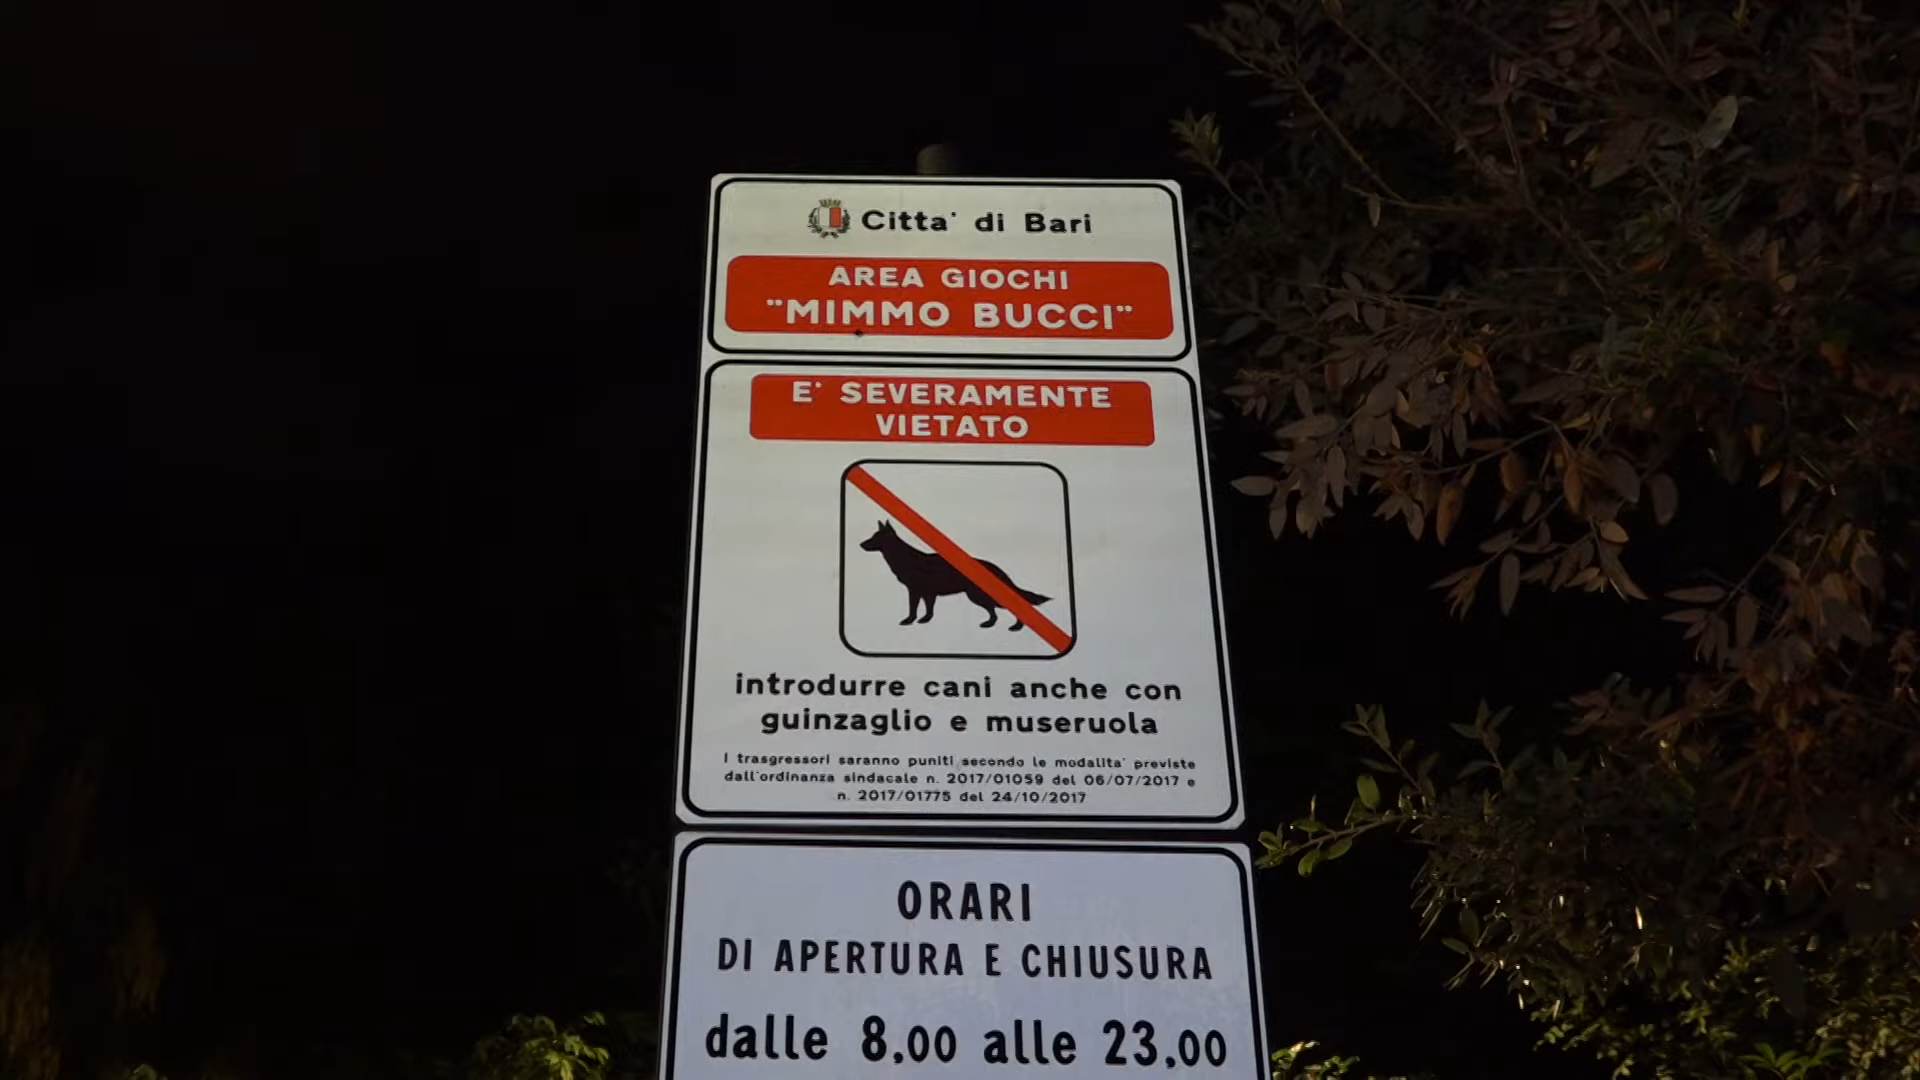 Citta' di Bari
AREA GIOCHI
"MIMMO BUCCI"
E' SEVERAMENTE
VIETATO
introdurre cani anche con
guinzaglio e museruola
I trasgressori saranno puniti secondo le modalita' previste
dall'ordinanza sindacale n. 2017/01059 del 06/07/2017 e
n. 2017/01775 del 24/10/2017
ORARI
DI APERTURA E CHIUSURA
dalle 8,00 alle 23,00